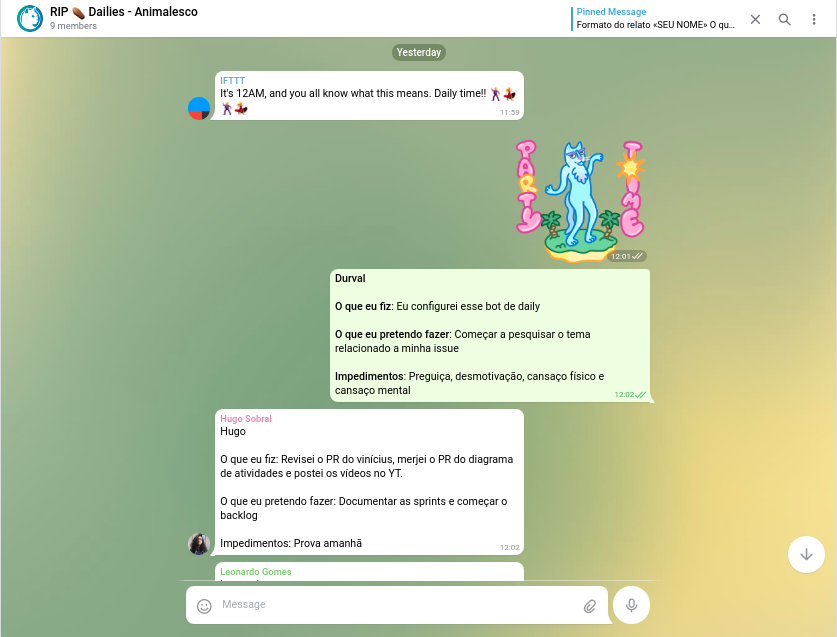 RIP ⚰️ Dailies - Animalesco
9 members
Pinned Message
Formato do relato «SEU NOME» O qu...
Yesterday
IFTTT
It's 12AM, and you all know what this means. Daily time!! 🕺💃
🕺💃
11:59
PARTY TIME
12:01
Durval
O que eu fiz: Eu configurei esse bot de daily
O que eu pretendo fazer: Começar a pesquisar o tema
relacionado a minha issue
Impedimentos: Preguiça, desmotivação, cansaço físico e
cansaço mental
12:02
Hugo Sobral
Hugo
O que eu fiz: Revisei o PR do vinícius, merjei o PR do diagrama
de atividades e postei os vídeos no YT.
O que eu pretendo fazer: Documentar as sprints e começar o
backlog
Impedimentos: Prova amanhã
12:02
Leonardo Gomes
Message